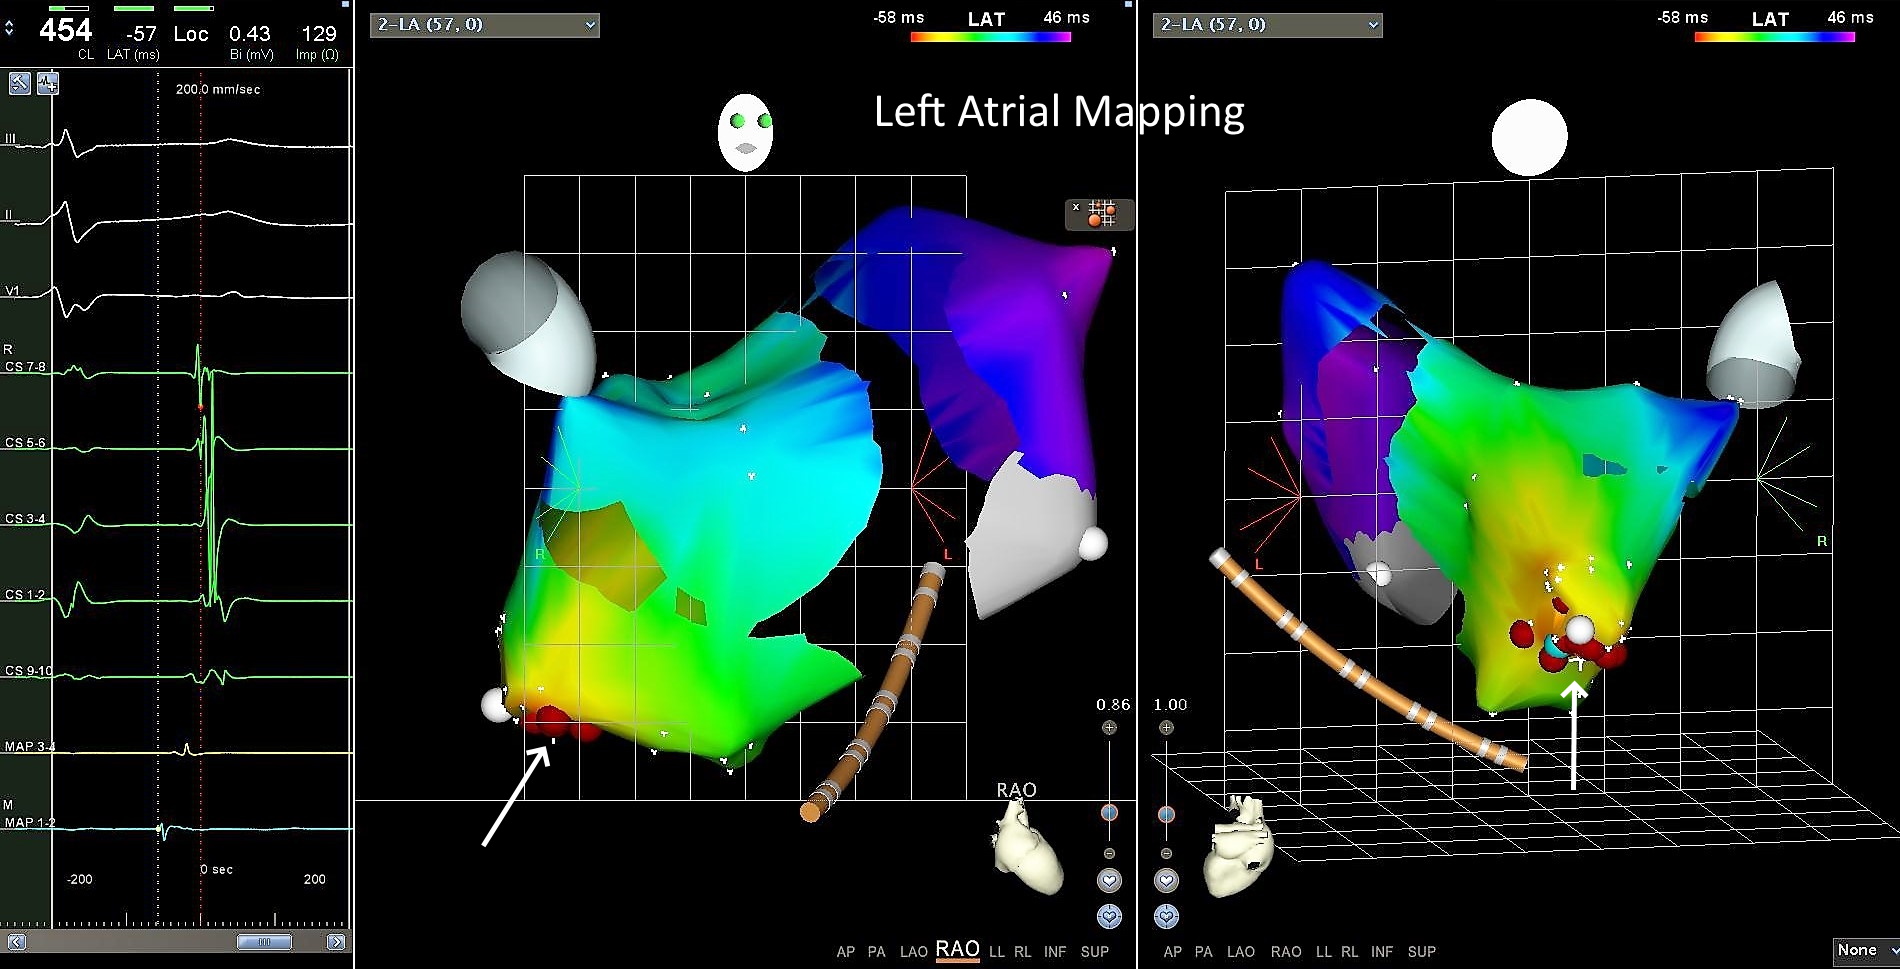 454 -57 Loc 0.43 129
CL LAT (ms) Bi (mV) Imp (Ω)
200.0 mm/sec
III
II
V1
R
CS 7-8
CS 5-6
CS 3-4
CS 1-2
CS 9-10
MAP 3-4
M
MAP 1-2
0 sec
-200 200
2-LA (57, 0)
-58 ms LAT 46 ms
2-LA (57, 0)
-58 ms LAT 46 ms
Left Atrial Mapping
x
R
L
0.86
RAO
AP PA LAO RAO LL RL INF SUP
L
R
1.00
AP PA LAO RAO LL RL INF SUP
None